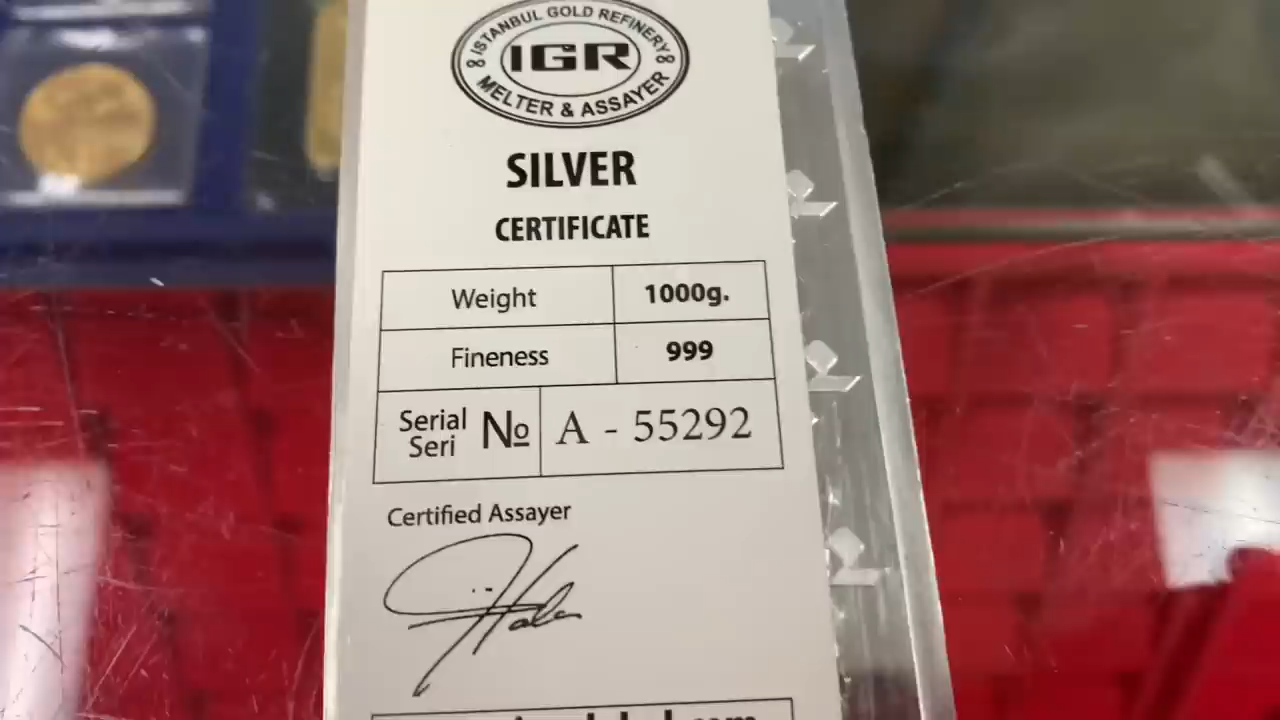 ISTANBUL GOLD REFINERY
IGR
MELTER & ASSAYER
SILVER
CERTIFICATE
Weight 1000g.
Fineness 999
Serial
Seri № A - 55292
Certified Assayer